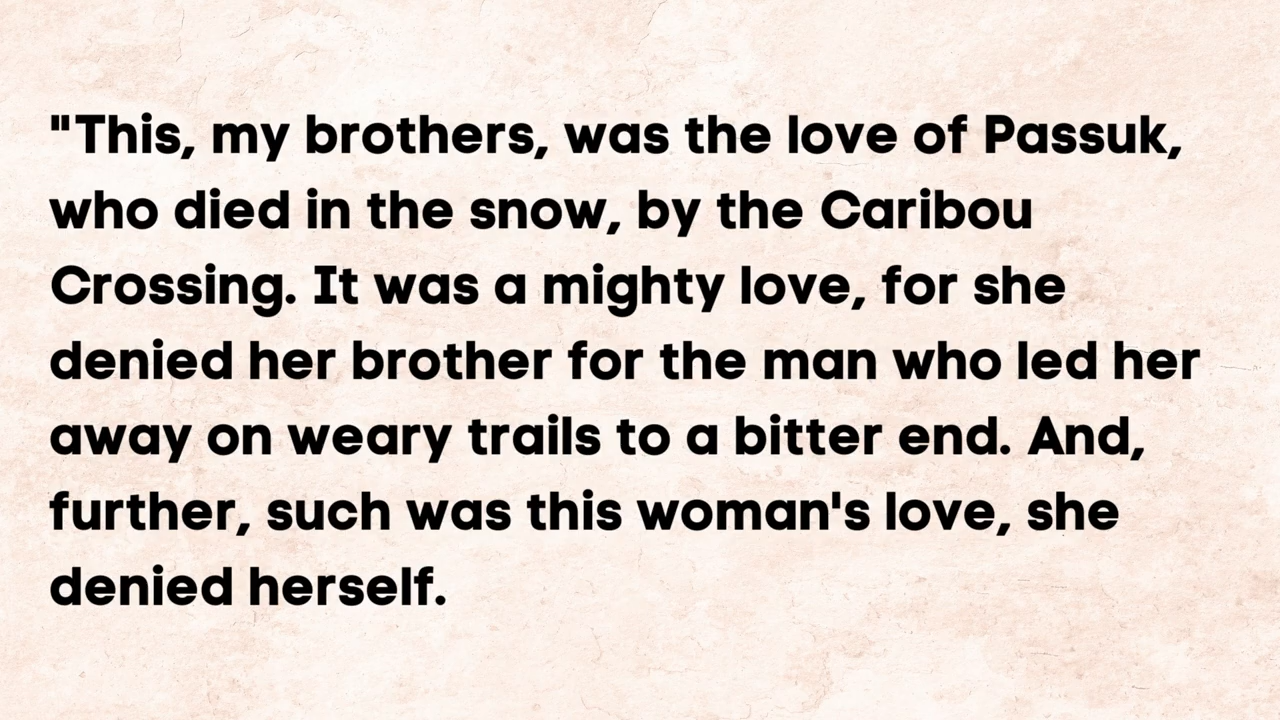 "This, my brothers, was the love of Passuk,
who died in the snow, by the Caribou
Crossing. It was a mighty love, for she
denied her brother for the man who led her
away on weary trails to a bitter end. And,
further, such was this woman's love, she
denied herself.